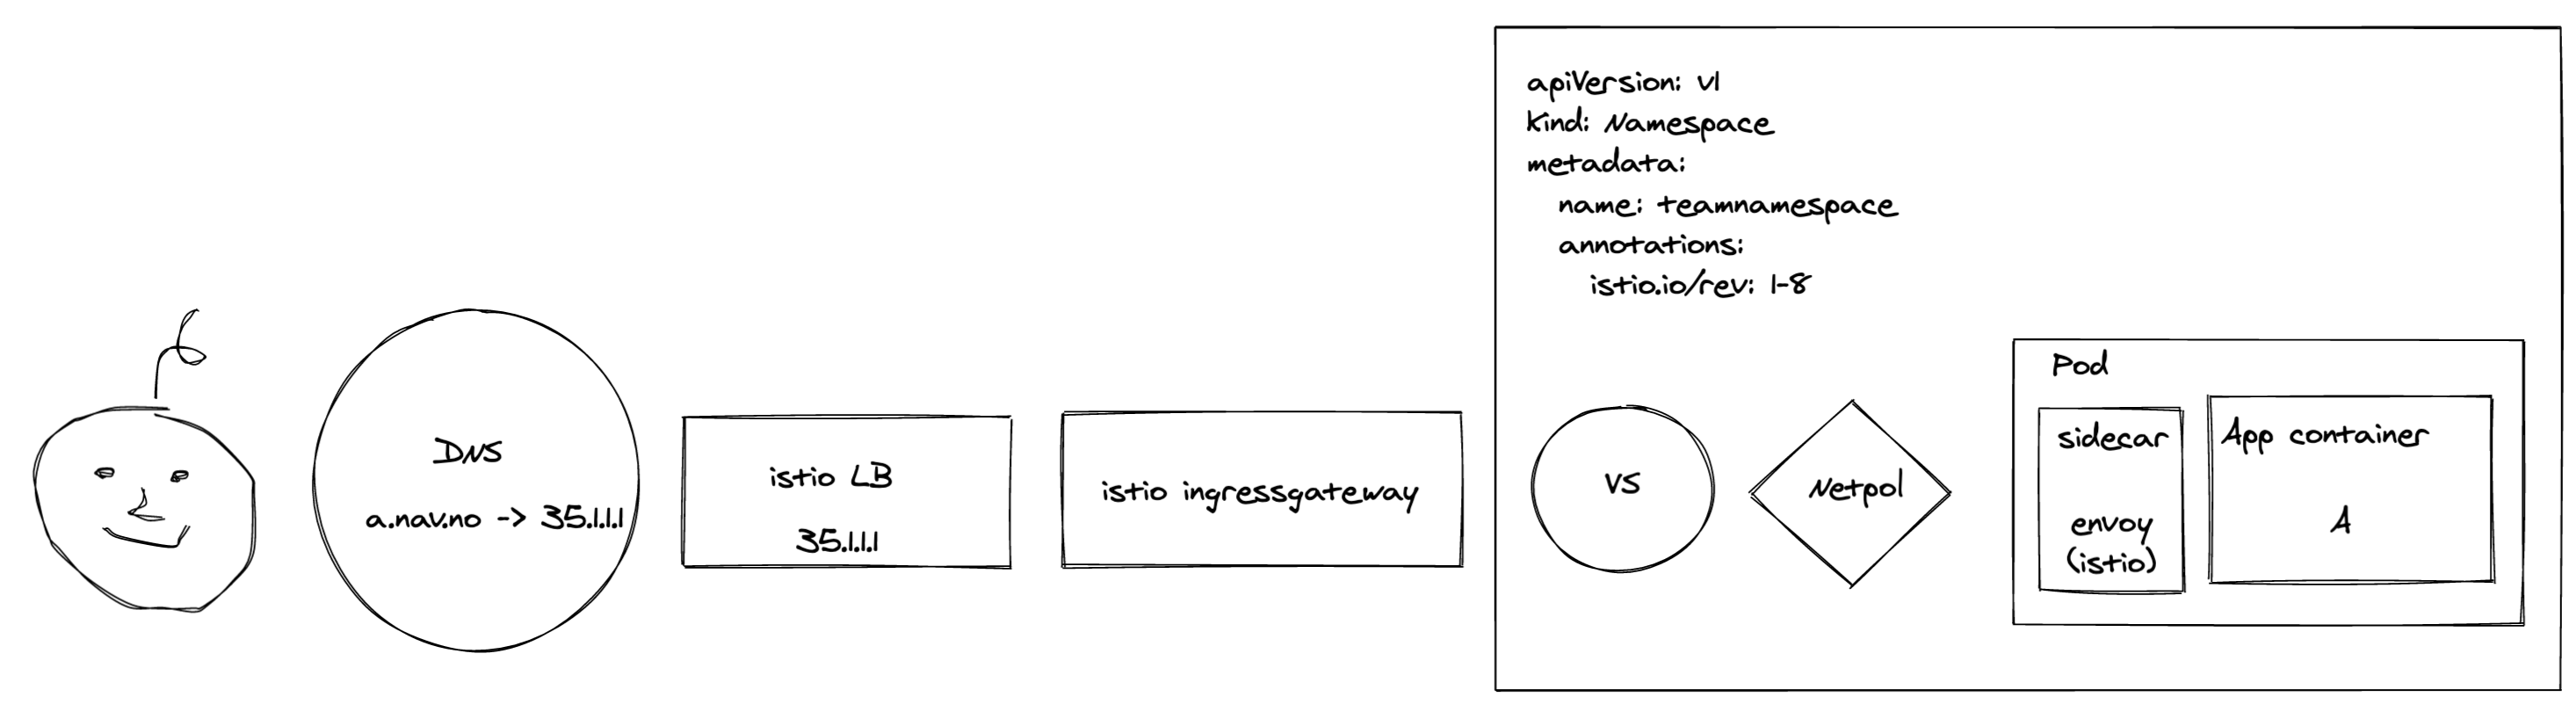 DNS
a.nav.no -> 35.1.1.1
istio LB
35.1.1.1
istio ingressgateway
apiVersion: v1
Kind: Namespace
metadata:
  name: teamnamespace
  annotations:
    istio.io/rev: 1-8
VS
Netpol
Pod
sidecar
envoy
(istio)
App container
A